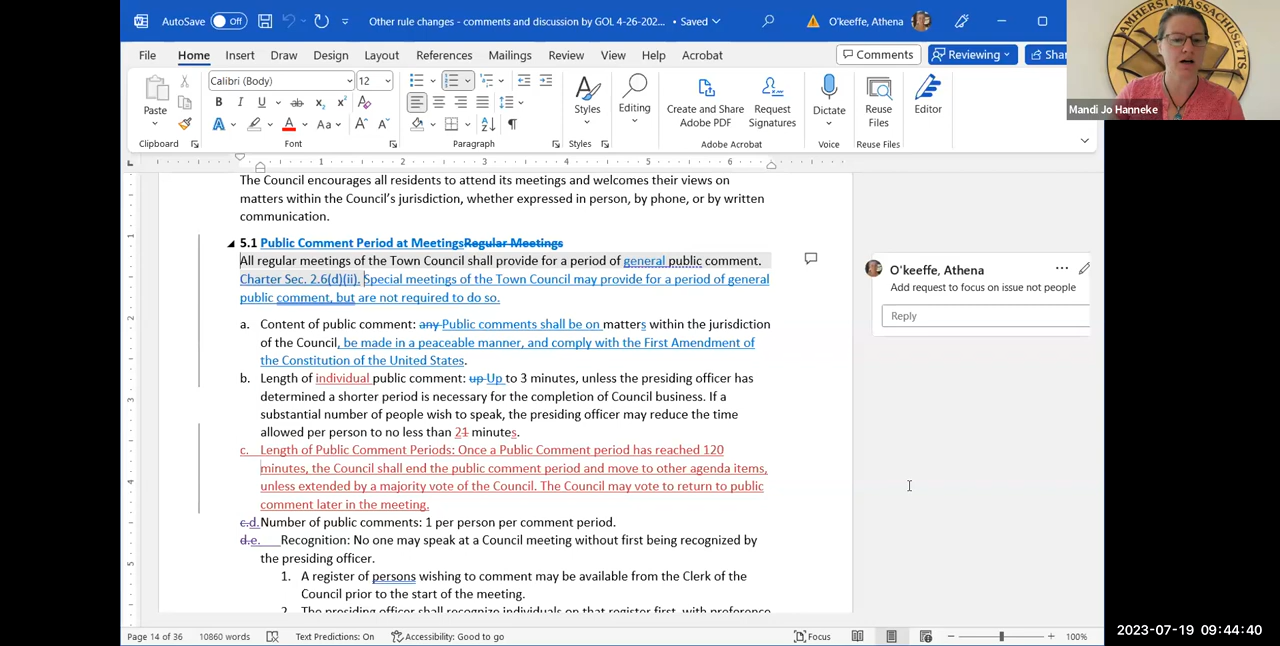 AutoSave Off Other rule changes - comments and discussion by GOL 4-26-202... • Saved O'keeffe, Athena
File Home Insert Draw Design Layout References Mailings Review View Help Acrobat Comments Reviewing Shar
Calibri (Body) 12
Paste Styles Editing Create and Share Adobe PDF Request Signatures Dictate Reuse Files Editor
Clipboard Font Paragraph Styles Adobe Acrobat Voice Reuse Files
AMHERST, MASSACHUSETTS
Mandi Jo Hanneke
The Council encourages all residents to attend its meetings and welcomes their views on
matters within the Council's jurisdiction, whether expressed in person, by phone, or by written
communication.
5.1 Public Comment Period at MeetingsRegular Meetings
All regular meetings of the Town Council shall provide for a period of general public comment.
Charter Sec. 2.6(d)(ii). Special meetings of the Town Council may provide for a period of general
public comment, but are not required to do so.
a. Content of public comment: any Public comments shall be on matters within the jurisdiction
of the Council, be made in a peaceable manner, and comply with the First Amendment of
the Constitution of the United States.
b. Length of individual public comment: up Up to 3 minutes, unless the presiding officer has
determined a shorter period is necessary for the completion of Council business. If a
substantial number of people wish to speak, the presiding officer may reduce the time
allowed per person to no less than 21 minutes.
c. Length of Public Comment Periods: Once a Public Comment period has reached 120
minutes, the Council shall end the public comment period and move to other agenda items,
unless extended by a majority vote of the Council. The Council may vote to return to public
comment later in the meeting.
c.d. Number of public comments: 1 per person per comment period.
d.e. Recognition: No one may speak at a Council meeting without first being recognized by
the presiding officer.
1. A register of persons wishing to comment may be available from the Clerk of the
Council prior to the start of the meeting.
2. The presiding officer shall recognize individuals on that register first, with preference
O'keeffe, Athena
Add request to focus on issue not people
Reply
Page 14 of 36 10860 words Text Predictions: On Accessibility: Good to go Focus 100%
2023-07-19 09:44:40